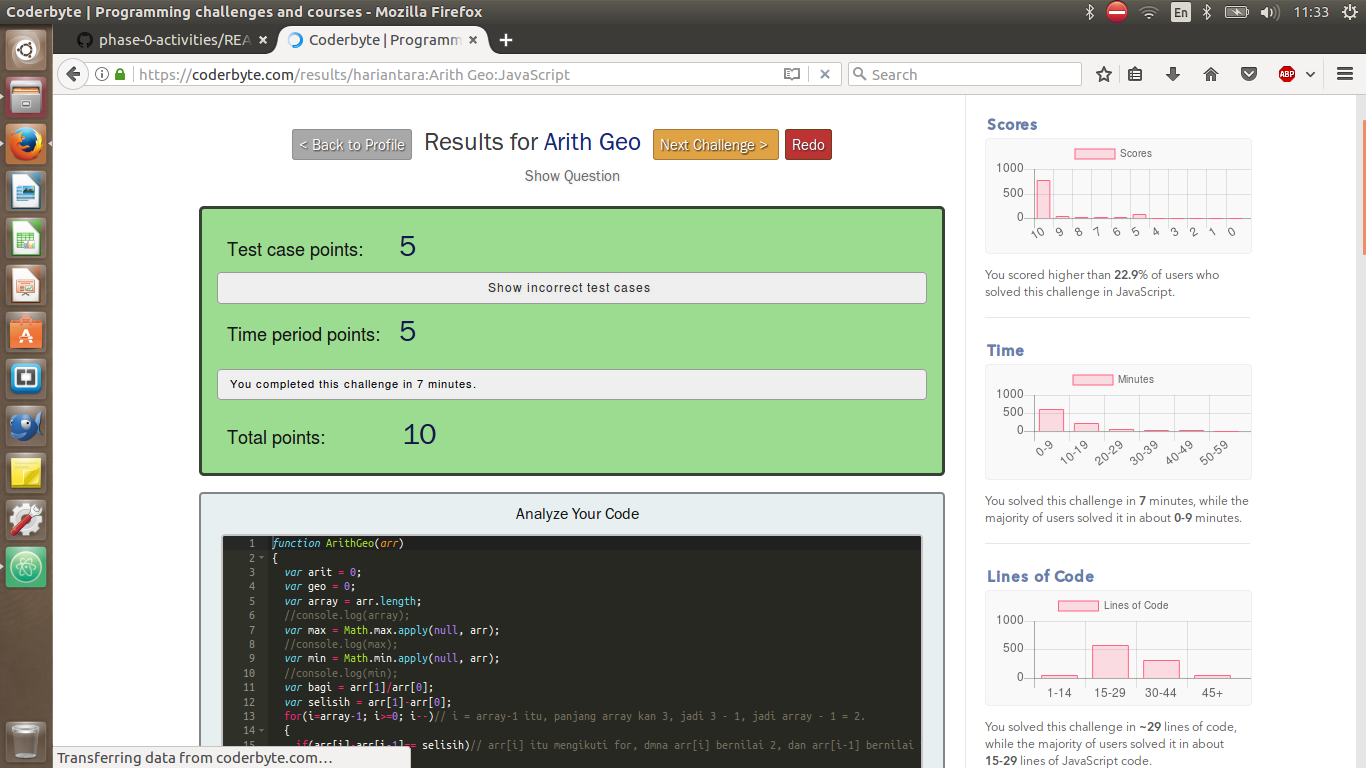 Coderbyte | Programming challenges and courses - Mozilla Firefox
En
11:33
phase-0-activities/REA
Coderbyte | Programm
https://coderbyte.com/results/hariantara:Arith Geo:JavaScript
Search
ABP
< Back to Profile
Results for Arith Geo
Next Challenge >
Redo
Show Question
Test case points: 5
Show incorrect test cases
Time period points: 5
You completed this challenge in 7 minutes.
Total points: 10
Analyze Your Code
1 function ArithGeo(arr)
2 {
3 var arit = 0;
4 var geo = 0;
5 var array = arr.length;
6 //console.log(array);
7 var max = Math.max.apply(null, arr);
8 //console.log(max);
9 var min = Math.min.apply(null, arr);
10 //console.log(min);
11 var bagi = arr[1]/arr[0];
12 var selisih = arr[1]-arr[0];
13 for(i=array-1; i>=0; i--)// i = array-1 itu, panjang array kan 3, jadi 3 - 1, jadi array - 1 = 2.
14 {
15 if(arr[i]-arr[i-1]== selisih)// arr[i] itu mengikuti for, dmna arr[i] bernilai 2, dan arr[i-1] bernilai
Transferring data from coderbyte.com…
Scores
Scores
1000
500
0
10 9 8 7 6 5 4 3 2 1 0
You scored higher than 22.9% of users who
solved this challenge in JavaScript.
Time
Minutes
1000
500
0
0-9 10-19 20-29 30-39 40-49 50-59
You solved this challenge in 7 minutes, while the
majority of users solved it in about 0-9 minutes.
Lines of Code
Lines of Code
1000
500
0
1-14 15-29 30-44 45+
You solved this challenge in ~29 lines of code,
while the majority of users solved it in about
15-29 lines of JavaScript code.